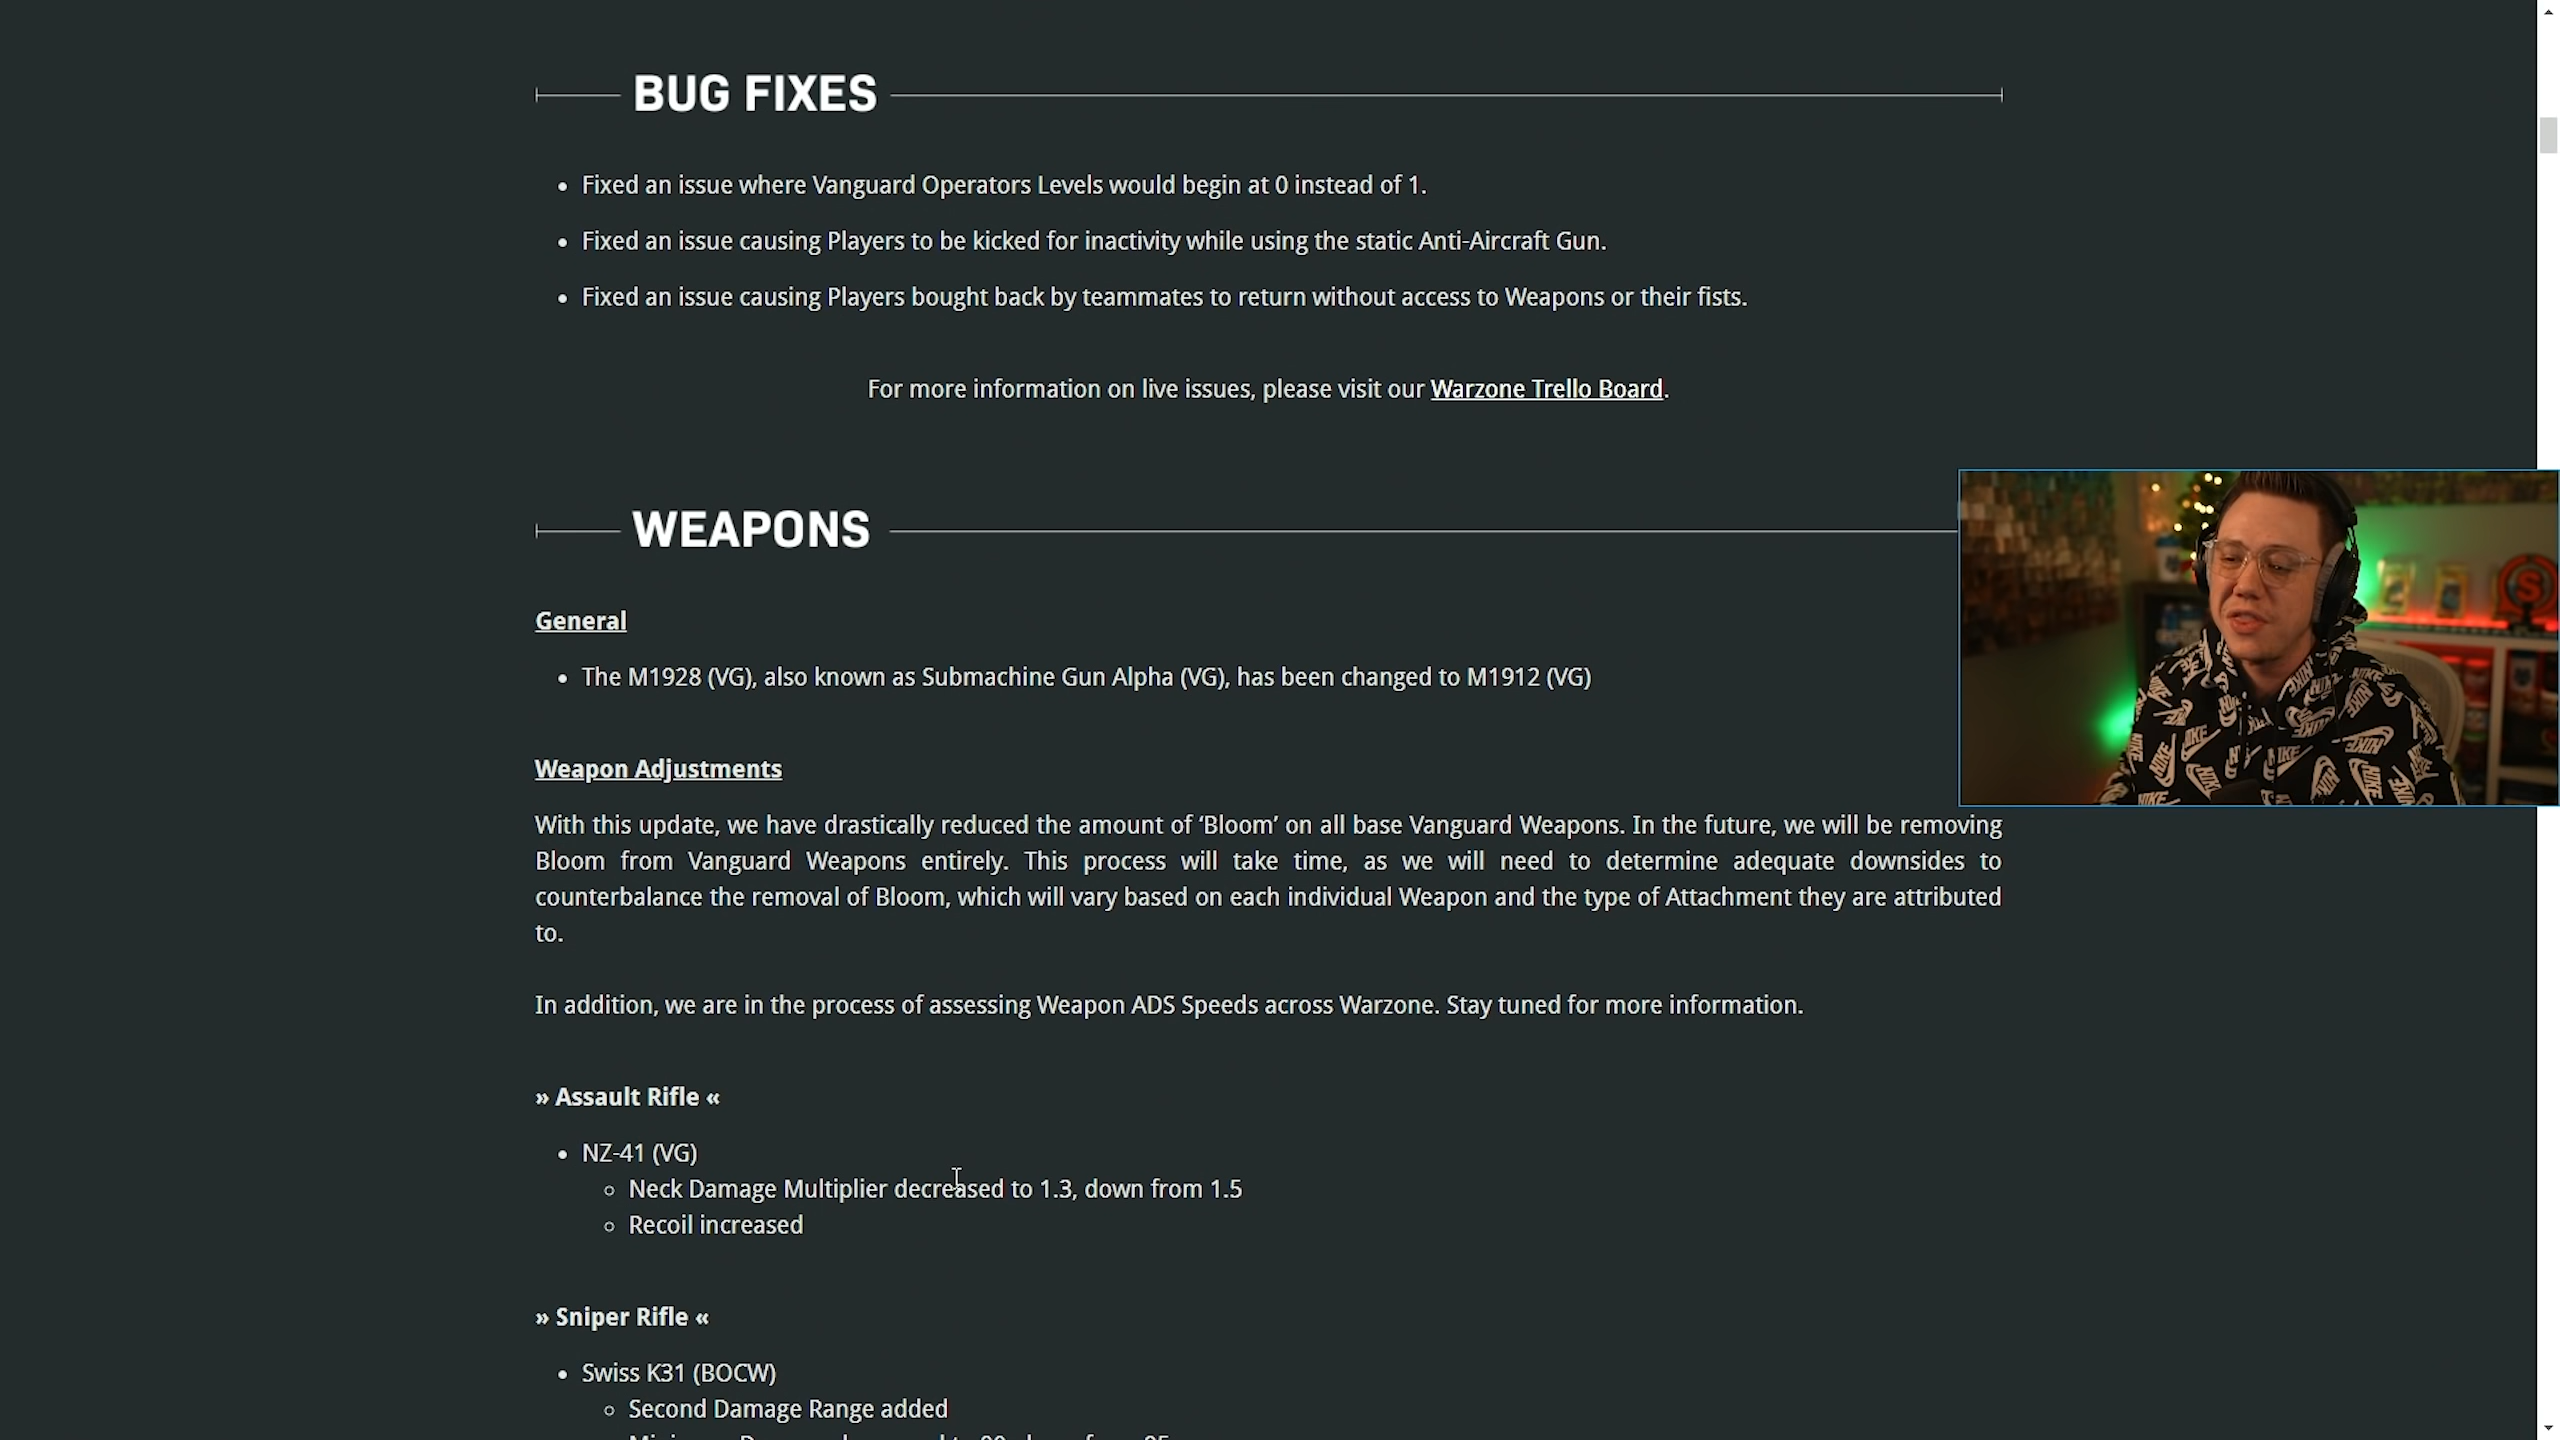 BUG FIXES
• Fixed an issue where Vanguard Operators Levels would begin at 0 instead of 1.
• Fixed an issue causing Players to be kicked for inactivity while using the static Anti-Aircraft Gun.
• Fixed an issue causing Players bought back by teammates to return without access to Weapons or their fists.
For more information on live issues, please visit our Warzone Trello Board.
WEAPONS
General
• The M1928 (VG), also known as Submachine Gun Alpha (VG), has been changed to M1912 (VG)
Weapon Adjustments
With this update, we have drastically reduced the amount of ‘Bloom’ on all base Vanguard Weapons. In the future, we will be removing
Bloom from Vanguard Weapons entirely. This process will take time, as we will need to determine adequate downsides to
counterbalance the removal of Bloom, which will vary based on each individual Weapon and the type of Attachment they are attributed
to.
In addition, we are in the process of assessing Weapon ADS Speeds across Warzone. Stay tuned for more information.
» Assault Rifle «
• NZ-41 (VG)
◦ Neck Damage Multiplier decreased to 1.3, down from 1.5
◦ Recoil increased
» Sniper Rifle «
• Swiss K31 (BOCW)
◦ Second Damage Range added